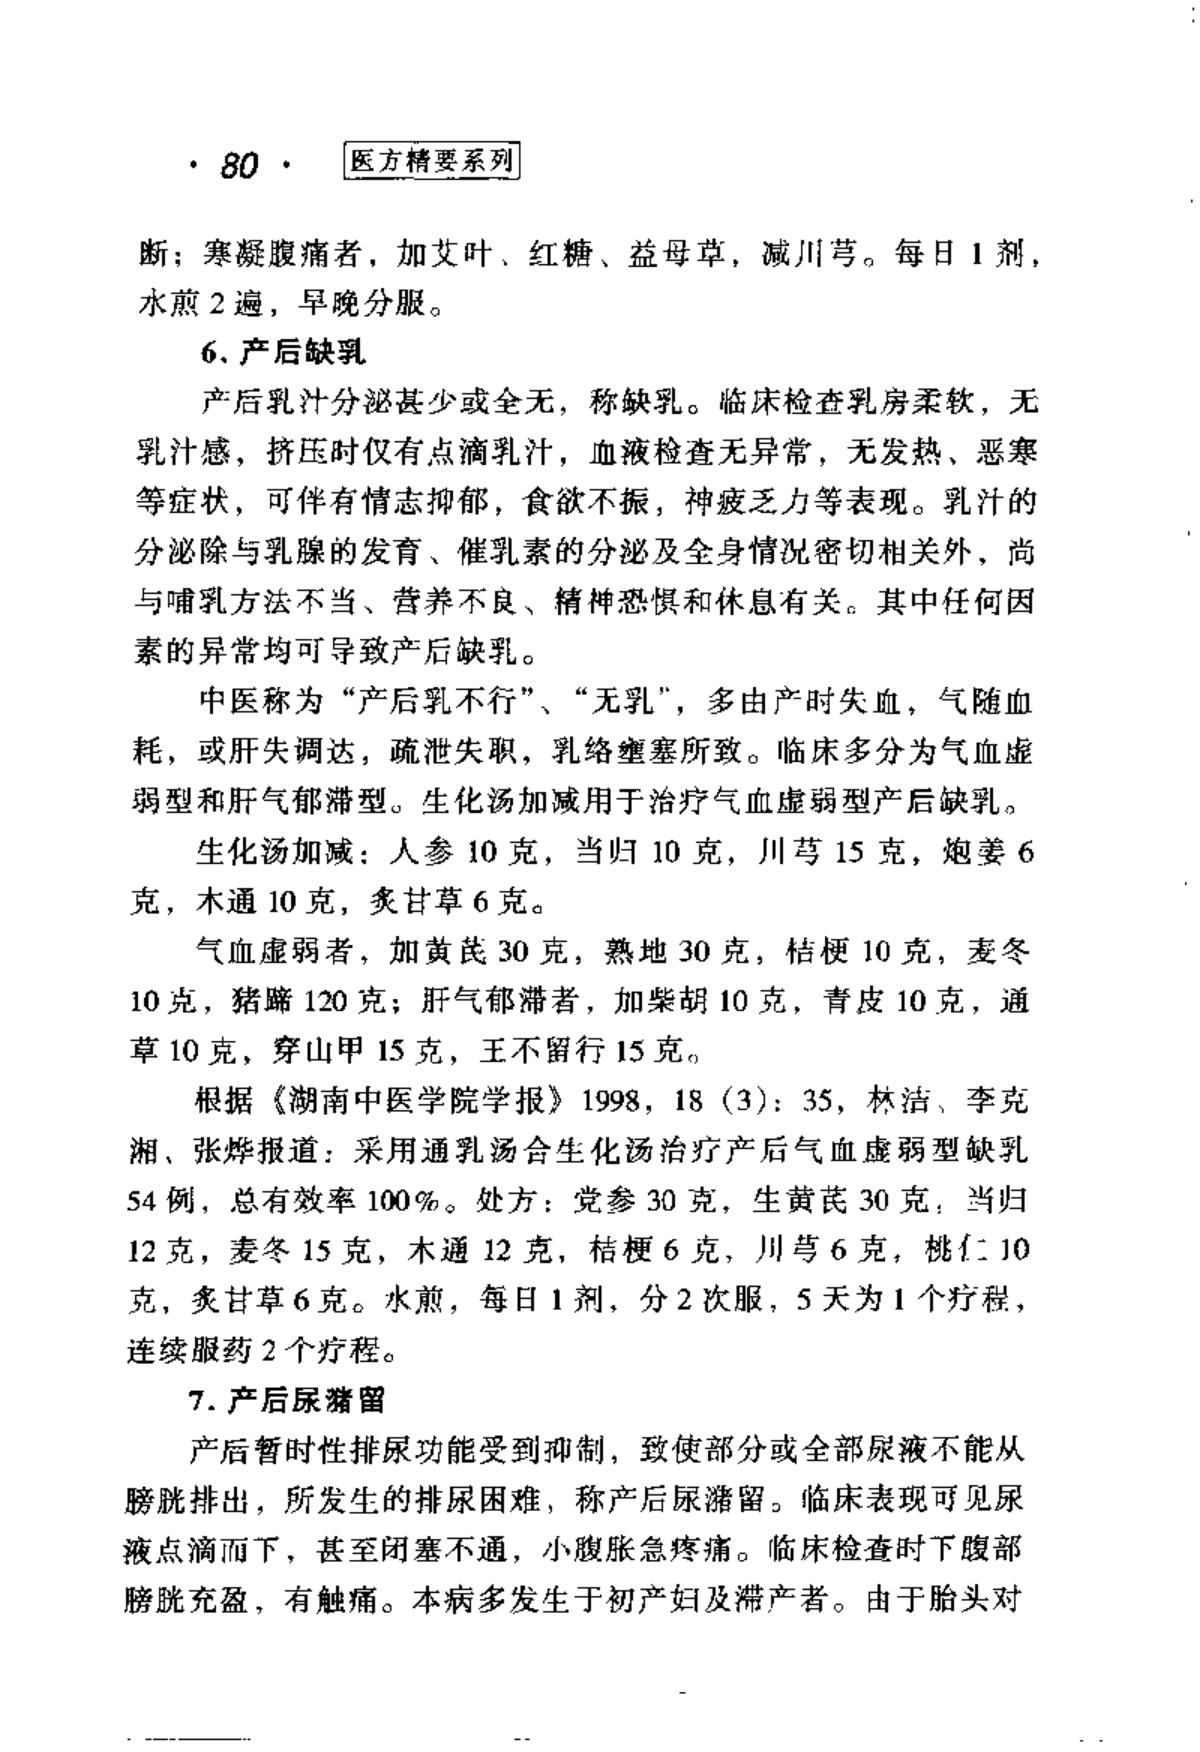 · 80 · 医方精要系列
断；寒凝腹痛者，加艾叶、红糖、益母草，减川芎。每日 1 剂，
水煎 2 遍，早晚分服。
6、产后缺乳
产后乳汁分泌甚少或全无，称缺乳。临床检查乳房柔软，无
乳汁感，挤压时仅有点滴乳汁，血液检查无异常，无发热、恶寒
等症状，可伴有情志抑郁，食欲不振，神疲乏力等表现。乳汁的
分泌除与乳腺的发育、催乳素的分泌及全身情况密切相关外，尚
与哺乳方法不当、营养不良、精神恐惧和休息有关。其中任何因
素的异常均可导致产后缺乳。
中医称为“产后乳不行”、“无乳”，多由产时失血，气随血
耗，或肝失调达，疏泄失职，乳络壅塞所致。临床多分为气血虚
弱型和肝气郁滞型。生化汤加减用于治疗气血虚弱型产后缺乳。
生化汤加减：人参 10 克，当归 10 克，川芎 15 克，炮姜 6
克，木通 10 克，炙甘草 6 克。
气血虚弱者，加黄芪 30 克，熟地 30 克，桔梗 10 克，麦冬
10 克，猪蹄 120 克；肝气郁滞者，加柴胡 10 克，青皮 10 克，通
草 10 克，穿山甲 15 克，王不留行 15 克。
根据《湖南中医学院学报》1998，18（3）：35，林洁、李克
湘、张烨报道：采用通乳汤合生化汤治疗产后气血虚弱型缺乳
54 例，总有效率 100%。处方：党参 30 克，生黄芪 30 克，当归
12 克，麦冬 15 克，木通 12 克，桔梗 6 克，川芎 6 克，桃仁 10
克，炙甘草 6 克。水煎，每日 1 剂，分 2 次服，5 天为 1 个疗程，
连续服药 2 个疗程。
7. 产后尿潴留
产后暂时性排尿功能受到抑制，致使部分或全部尿液不能从
膀胱排出，所发生的排尿困难，称产后尿潴留。临床表现可见尿
液点滴而下，甚至闭塞不通，小腹胀急疼痛。临床检查时下腹部
膀胱充盈，有触痛。本病多发生于初产妇及滞产者。由于胎头对